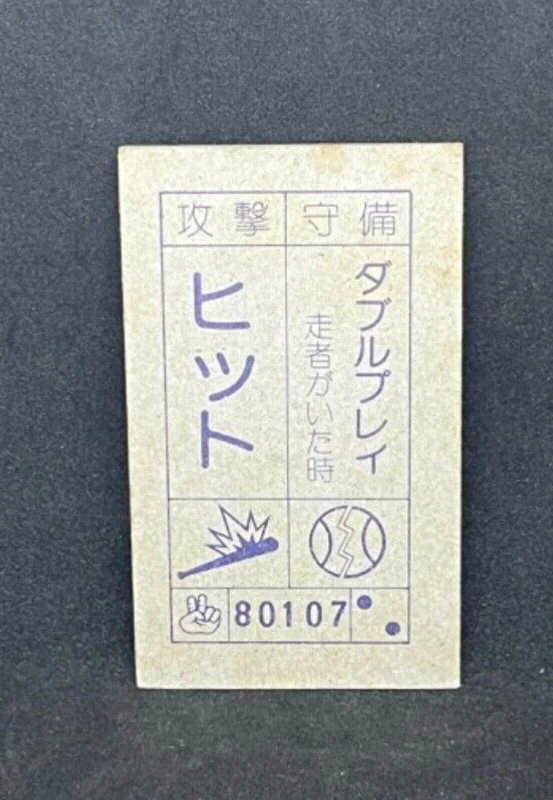 攻撃 守備
ヒット
ダブルプレイ
走者がいた時
80107